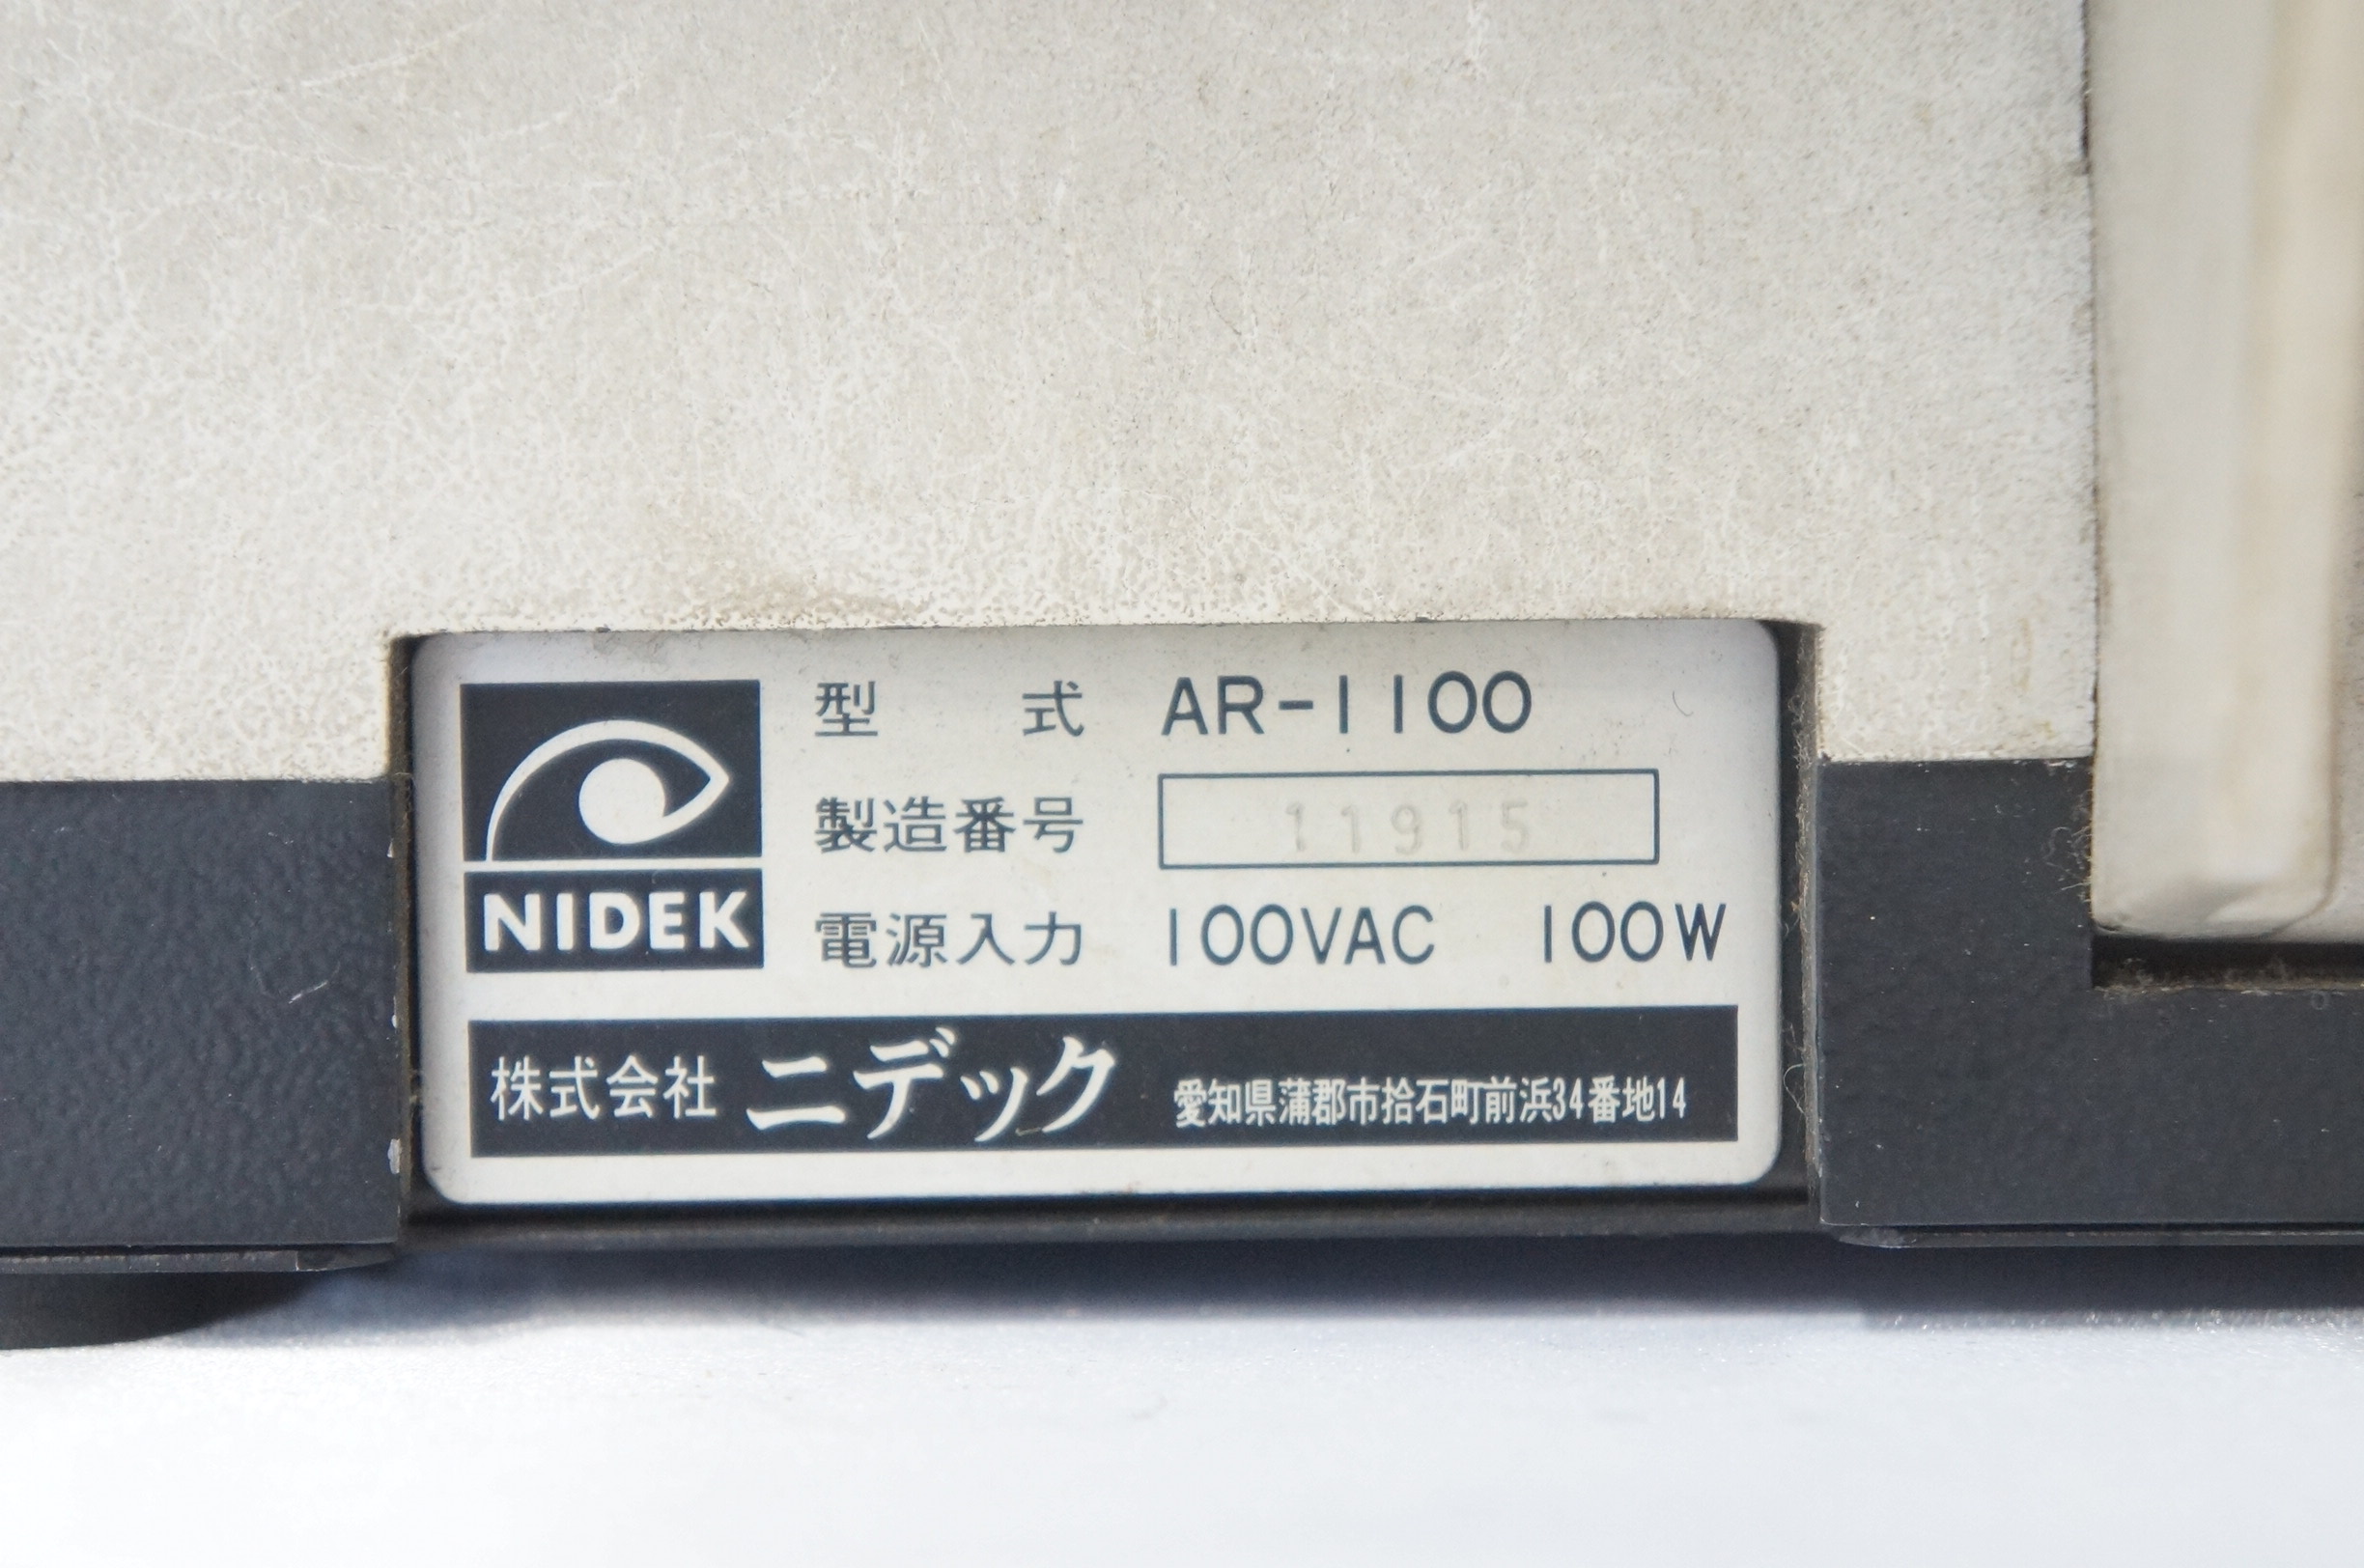 型式 AR-1100
製造番号 11915
NIDEK
電源入力 100VAC 100W
株式会社 ニデック 愛知県蒲郡市拾石町前浜34番地14